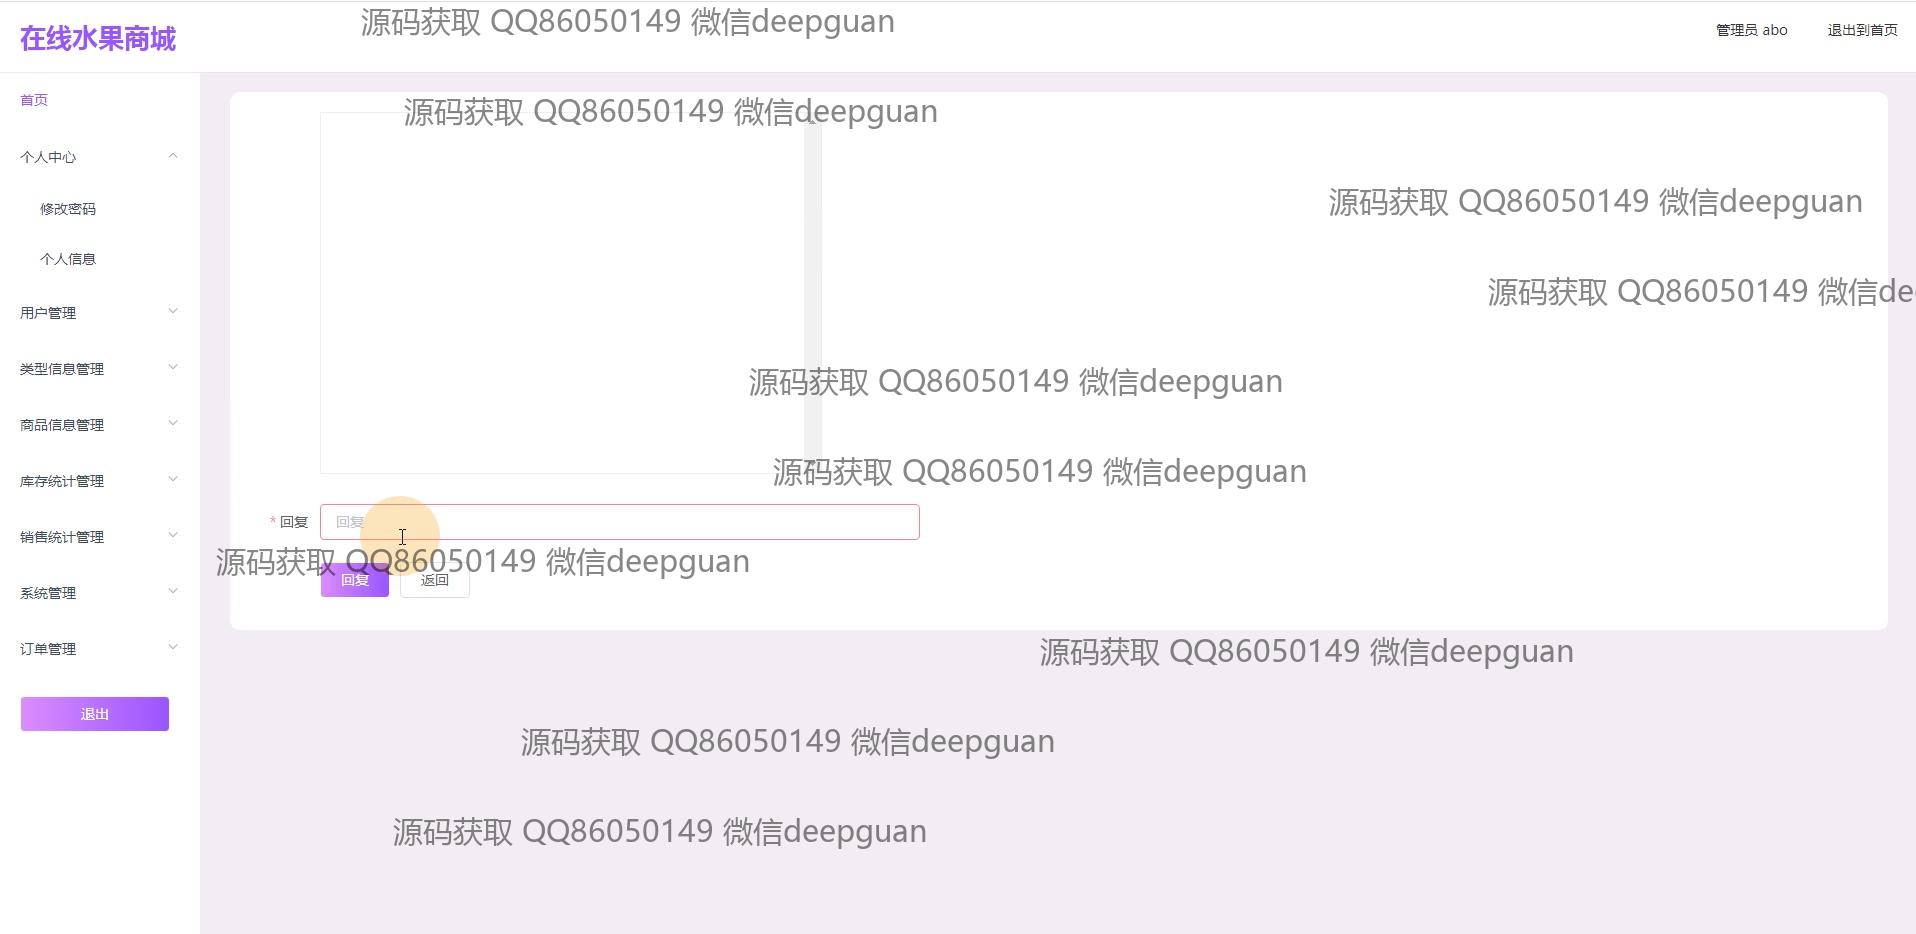 源码获取 QQ86050149 微信deepguan
在线水果商城
管理员 abo
退出到首页
首页
源码获取 QQ86050149 微信deepguan
个人中心
修改密码
源码获取 QQ86050149 微信deepguan
个人信息
源码获取 QQ86050149 微信de
用户管理
类型信息管理
源码获取 QQ86050149 微信deepguan
商品信息管理
源码获取 QQ86050149 微信deepguan
库存统计管理
* 回复
回复
销售统计管理
源码获取 QQ86050149 微信deepguan
回复
返回
系统管理
订单管理
源码获取 QQ86050149 微信deepguan
退出
源码获取 QQ86050149 微信deepguan
源码获取 QQ86050149 微信deepguan